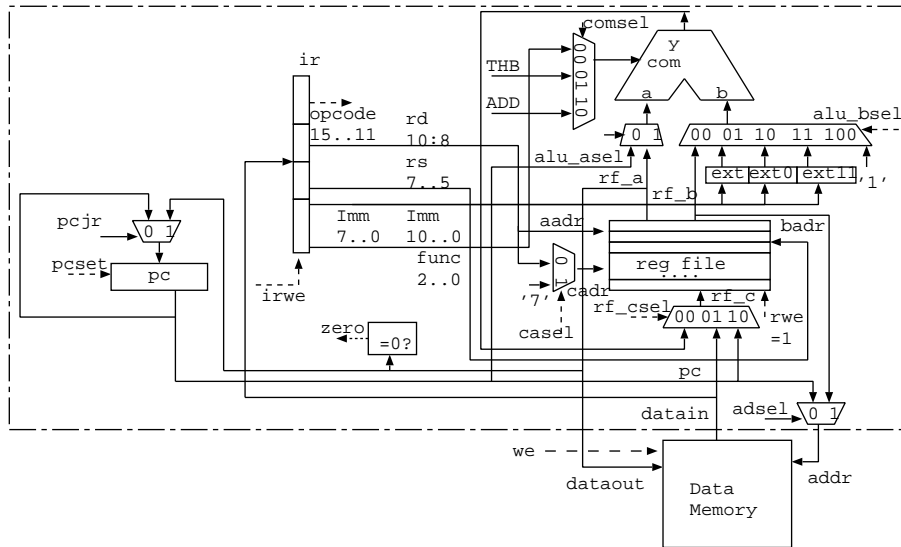 comsel
ir
y
com
THB
00 01 10
ADD
a
b
opcode
15..11
rd
10:8
alu_bsel
0 1
00 01 10 11 100
alu_asel
rs
7..5
rf_a
rf_b
ext
ext0
ext11
'1'
Imm
7..0
Imm
10..0
aadr
badr
pcjr
0 1
func
2..0
0 1
reg file
....
pcset
pc
irwe
'7'
cadr
rf_c
rf_csel
00 01 10
rwe
=1
zero
=0?
casel
pc
datain
adsel
0 1
we
dataout
addr
Data
Memory